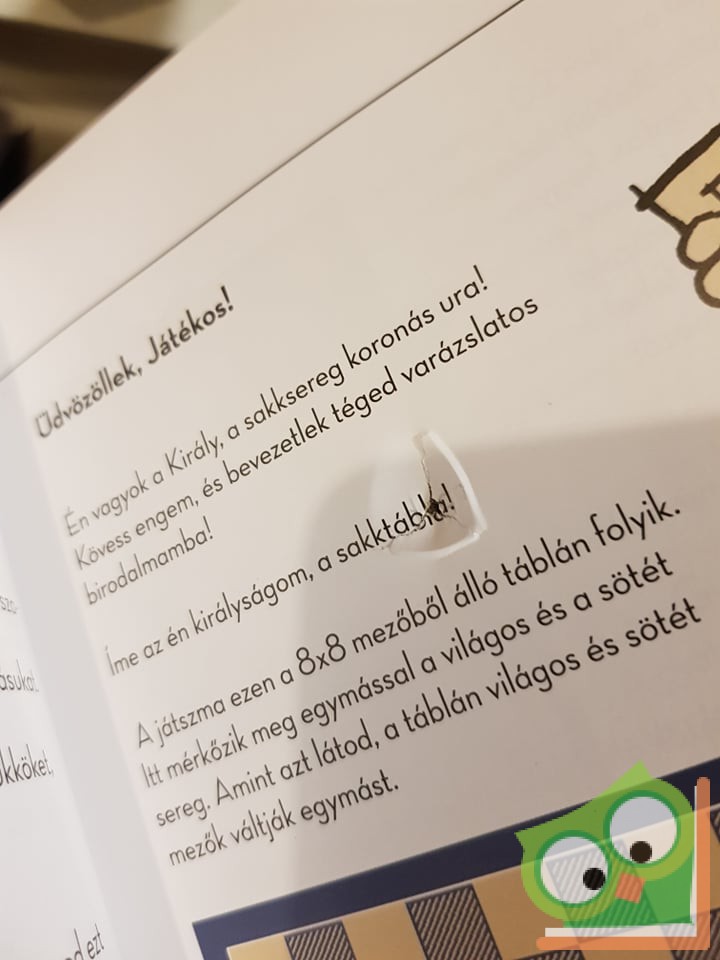 Üdvözöllek, Játékos!
Én vagyok a Király, a sakksereg koronás ura!
Kövess engem, és bevezetlek téged varázslatos
birodalmamba!
Íme az én királyságom, a sakktábla!
A játszma ezen a 8x8 mezőből álló táblán folyik.
Itt mérkőzik meg egymással a világos és a sötét
sereg. Amint azt látod, a táblán világos és sötét
mezők váltják egymást.
ezt